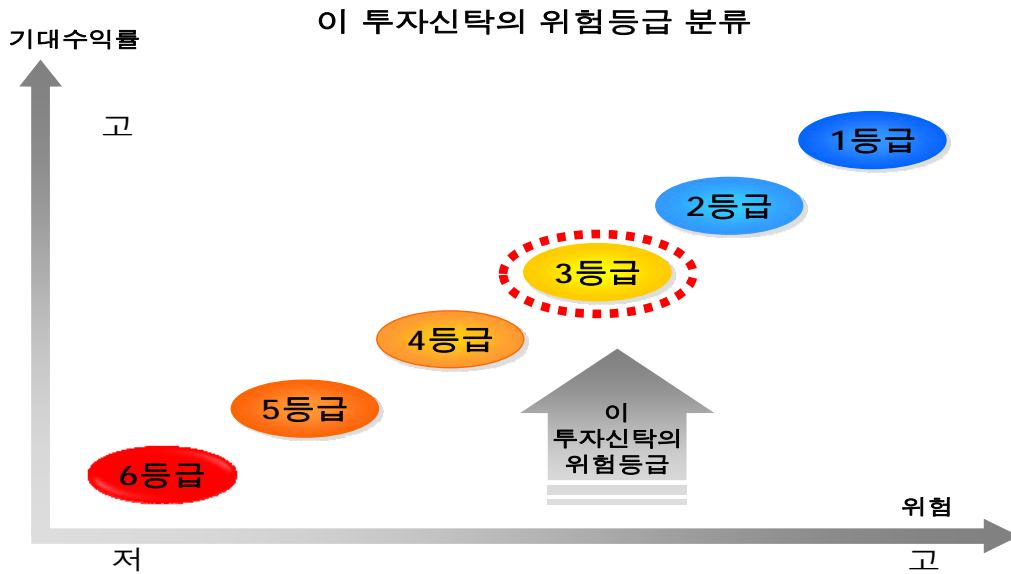 이 투자신탁의 위험등급 분류
기대수익률
고
1등급
2등급
3등급
4등급
5등급
6등급
이
투자신탁의
위험등급
위험
저
고